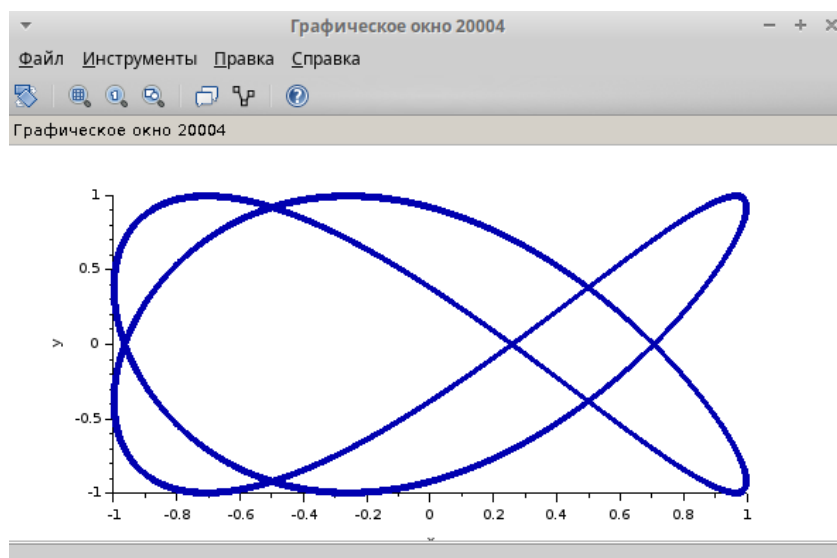 Графическое окно 20004
Файл Инструменты Правка Справка
Графическое окно 20004
1
0.5
0
-0.5
-1
y
-1 -0.8 -0.6 -0.4 -0.2 0 0.2 0.4 0.6 0.8 1